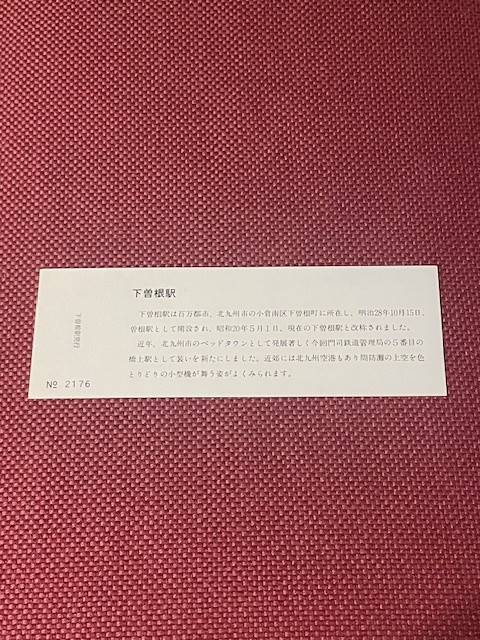 下曽根駅
下曽根駅は百万都市、北九州市の小倉南区下曽根町に所在し、明治28年10月15日、
曽根駅として開設され、昭和20年5月1日、現在の下曽根駅と改称されました。
近年、北九州市のベッドタウンとして発展著しく今回門司鉄道管理局の5番目の
橋上駅として装いを新たにしました。近郊には北九州空港もあり周防灘の上空を色
とりどりの小型機が舞う姿がよくみられます。
下曽根駅発行
№ 2176